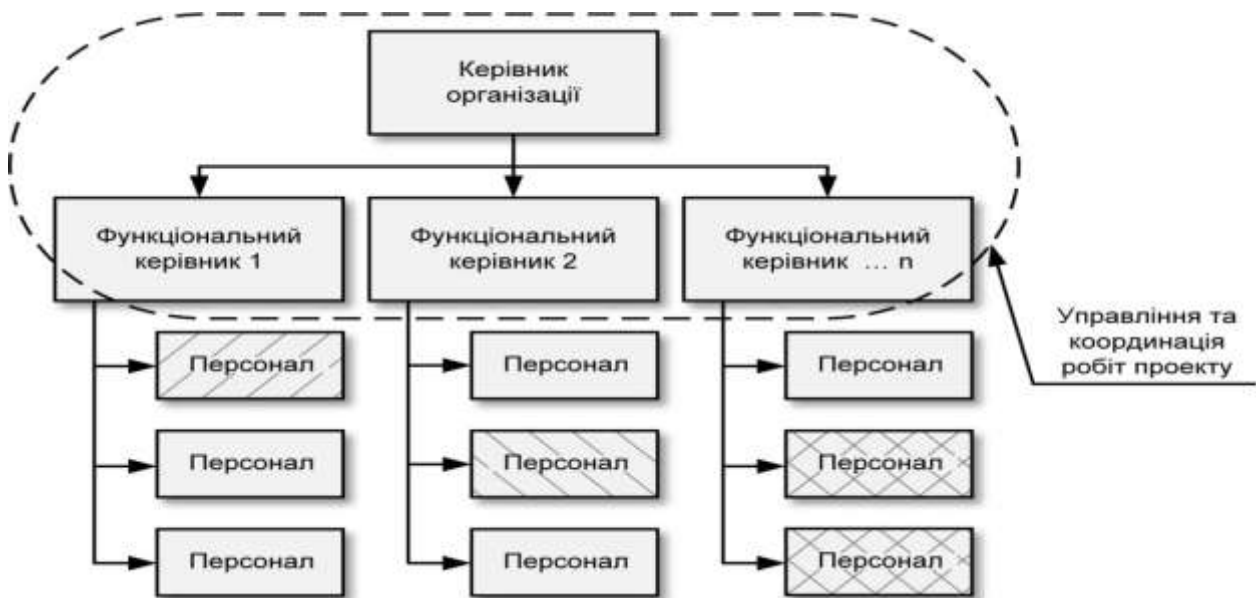 Керівник
організації
Функціональний
керівник 1
Функціональний
керівник 2
Функціональний
керівник ... n
Управління та
координація
робіт проекту
Персонал
Персонал
Персонал
Персонал
Персонал
Персонал
Персонал
Персонал
Персонал